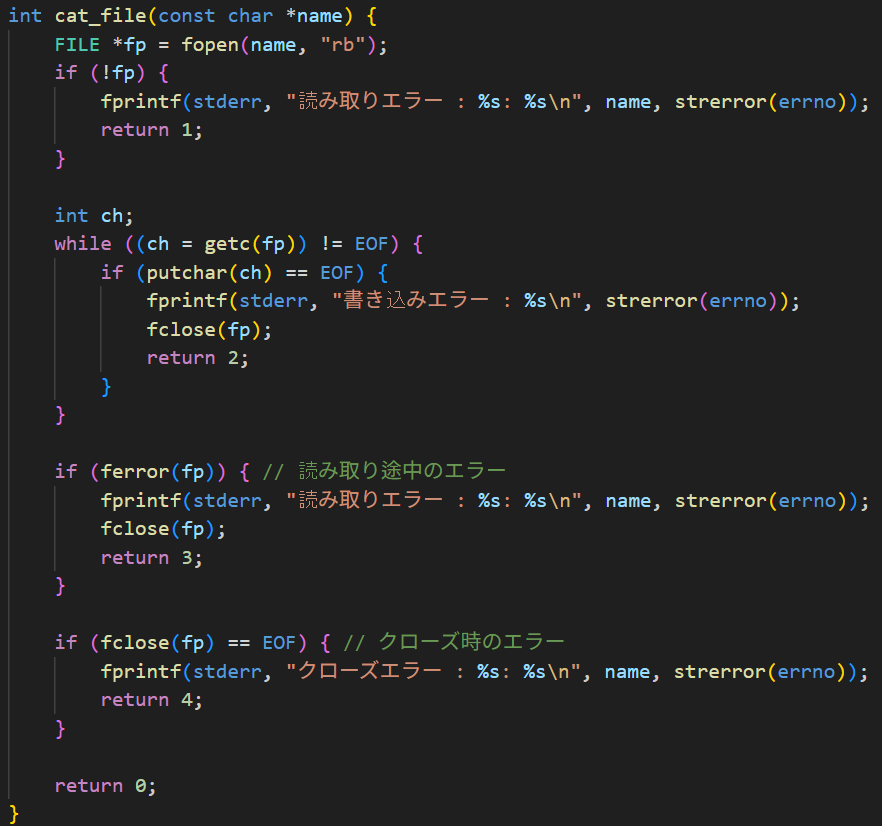 int cat_file(const char *name) {
    FILE *fp = fopen(name, "rb");
    if (!fp) {
        fprintf(stderr, "読み取りエラー : %s: %s\n", name, strerror(errno));
        return 1;
    }

    int ch;
    while ((ch = getc(fp)) != EOF) {
        if (putchar(ch) == EOF) {
            fprintf(stderr, "書き込みエラー : %s\n", strerror(errno));
            fclose(fp);
            return 2;
        }
    }

    if (ferror(fp)) { // 読み取り途中のエラー
        fprintf(stderr, "読み取りエラー : %s: %s\n", name, strerror(errno));
        fclose(fp);
        return 3;
    }

    if (fclose(fp) == EOF) { // クローズ時のエラー
        fprintf(stderr, "クローズエラー : %s: %s\n", name, strerror(errno));
        return 4;
    }

    return 0;
}